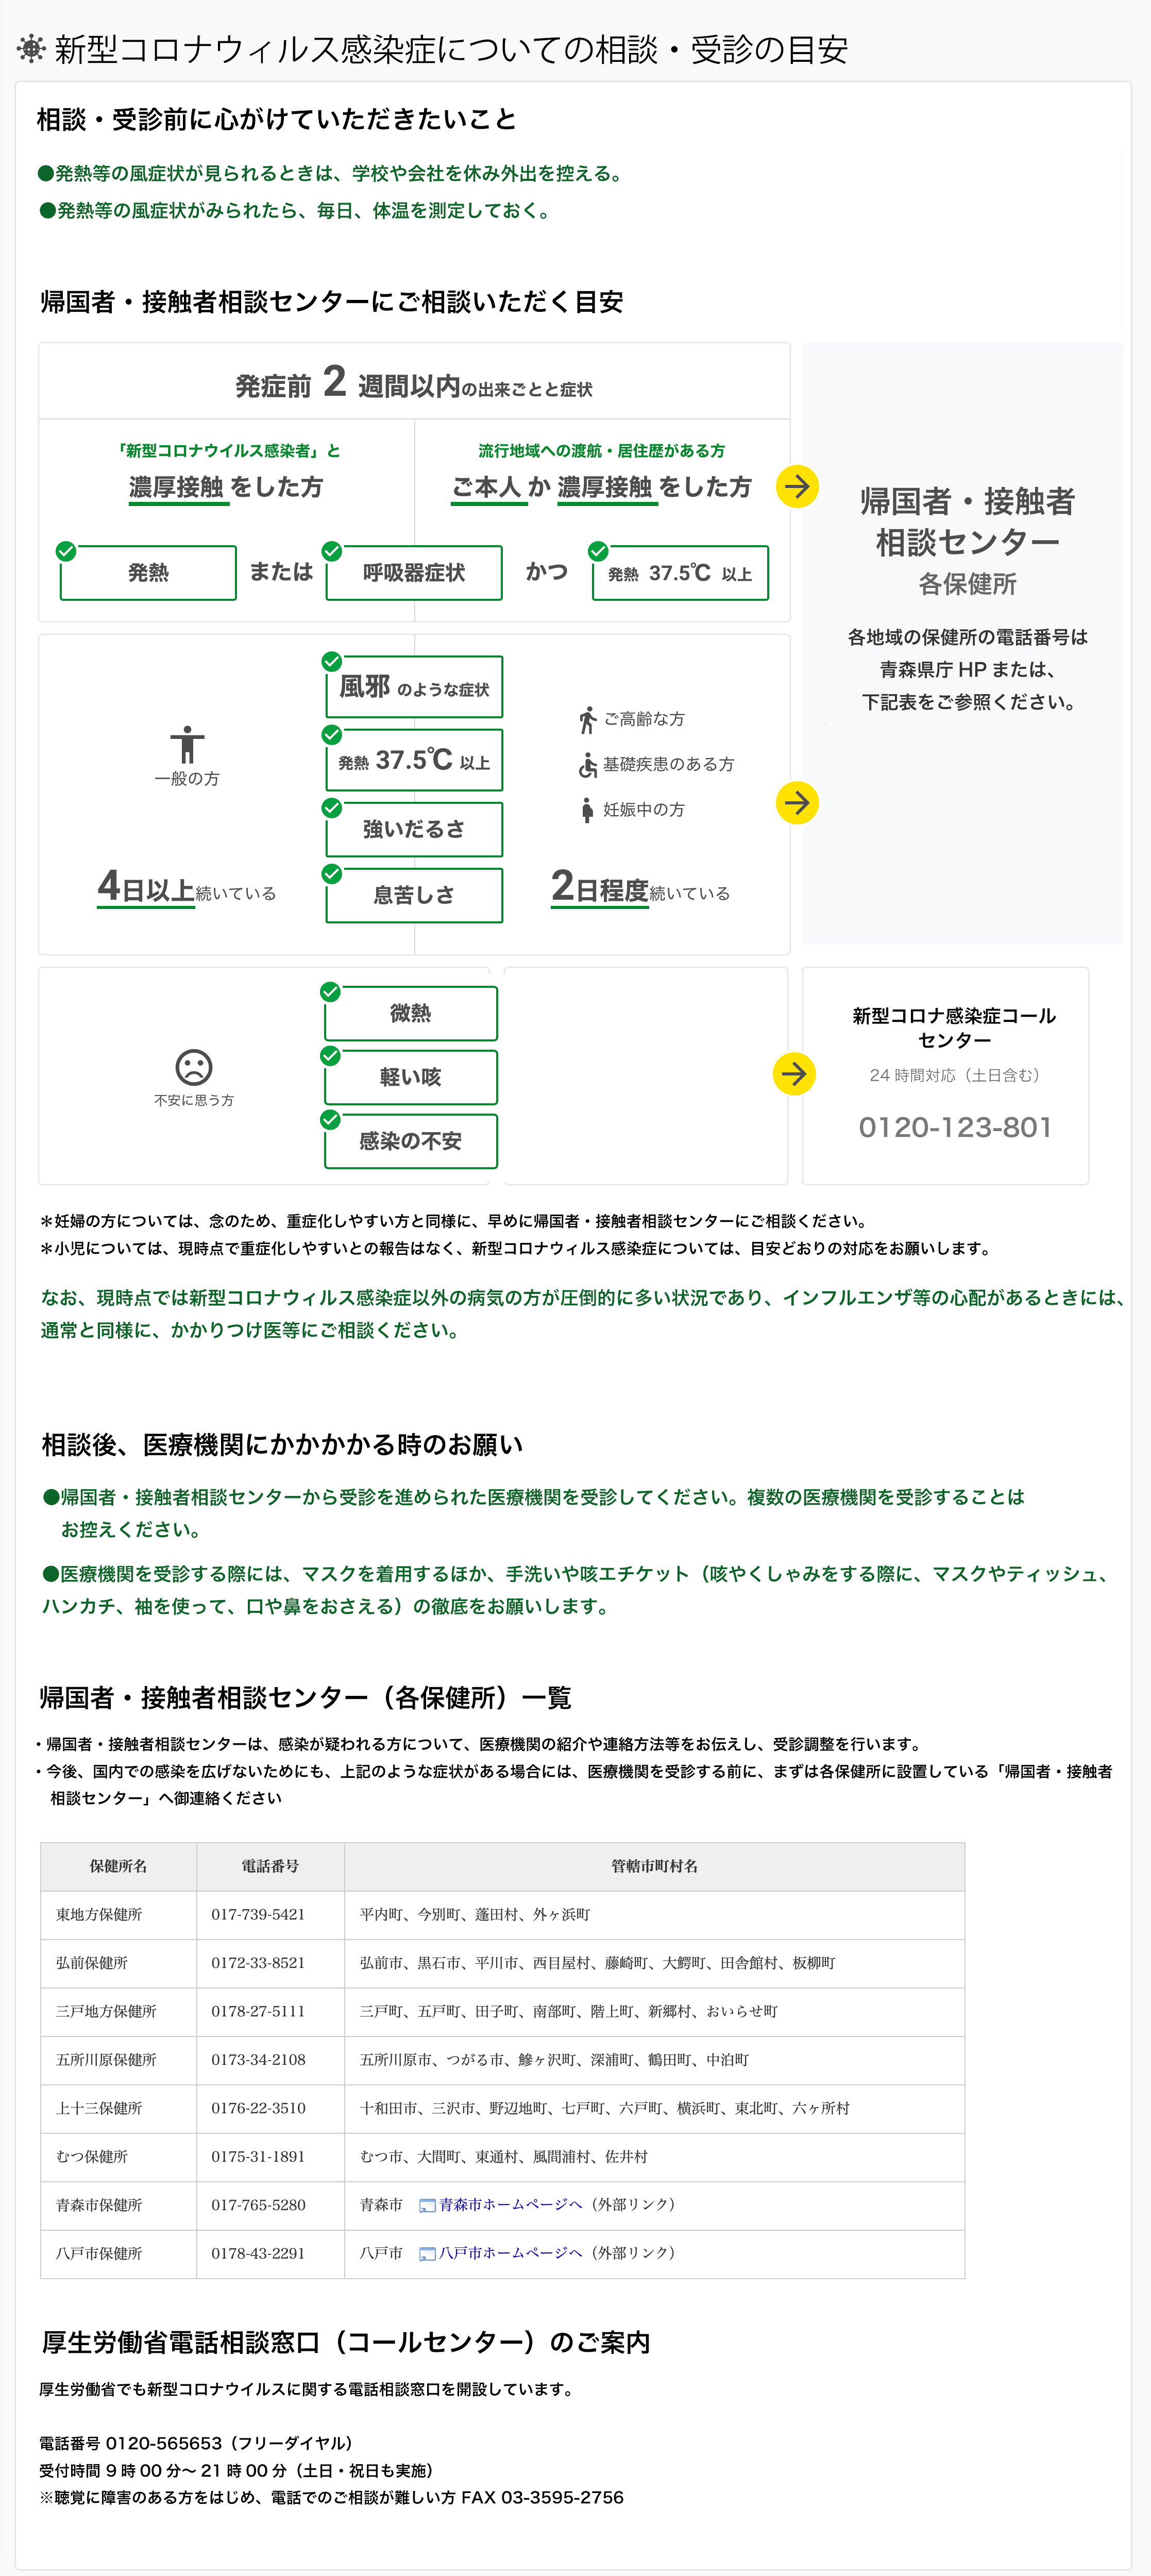 新型コロナウィルス感染症についての相談・受診の目安
相談・受診前に心がけていただきたいこと
●発熱等の風症状が見られるときは、学校や会社を休み外出を控える。
●発熱等の風症状がみられたら、毎日、体温を測定しておく。
帰国者・接触者相談センターにご相談いただく目安
発症前 2 週間以内の出来ごとと症状
「新型コロナウイルス感染者」と
濃厚接触 をした方
流行地域への渡航・居住歴がある方
ご本人 か 濃厚接触 をした方
発熱 または 呼吸器症状 かつ 発熱 37.5℃ 以上
帰国者・接触者
相談センター
各保健所
各地域の保健所の電話番号は
青森県庁 HP または、
下記表をご参照ください。
一般の方
4日以上続いている
風邪 のような症状
発熱 37.5℃ 以上
強いだるさ
息苦しさ
ご高齢な方
基礎疾患のある方
妊娠中の方
2日程度続いている
不安に思う方
微熱
軽い咳
感染の不安
新型コロナ感染症コール
センター
24 時間対応（土日含む）
0120-123-801
＊妊婦の方については、念のため、重症化しやすい方と同様に、早めに帰国者・接触者相談センターにご相談ください。
＊小児については、現時点で重症化しやすいとの報告はなく、新型コロナウィルス感染症については、目安どおりの対応をお願いします。
なお、現時点では新型コロナウィルス感染症以外の病気の方が圧倒的に多い状況であり、インフルエンザ等の心配があるときには、
通常と同様に、かかりつけ医等にご相談ください。
相談後、医療機関にかかかかる時のお願い
●帰国者・接触者相談センターから受診を進められた医療機関を受診してください。複数の医療機関を受診することは
お控えください。
●医療機関を受診する際には、マスクを着用するほか、手洗いや咳エチケット（咳やくしゃみをする際に、マスクやティッシュ、
ハンカチ、袖を使って、口や鼻をおさえる）の徹底をお願いします。
帰国者・接触者相談センター（各保健所）一覧
・帰国者・接触者相談センターは、感染が疑われる方について、医療機関の紹介や連絡方法等をお伝えし、受診調整を行います。
・今後、国内での感染を広げないためにも、上記のような症状がある場合には、医療機関を受診する前に、まずは各保健所に設置している「帰国者・接触者
相談センター」へ御連絡ください
保健所名 電話番号 管轄市町村名
東地方保健所 017-739-5421 平内町、今別町、蓬田村、外ヶ浜町
弘前保健所 0172-33-8521 弘前市、黒石市、平川市、西目屋村、藤崎町、大鰐町、田舎館村、板柳町
三戸地方保健所 0178-27-5111 三戸町、五戸町、田子町、南部町、階上町、新郷村、おいらせ町
五所川原保健所 0173-34-2108 五所川原市、つがる市、鰺ヶ沢町、深浦町、鶴田町、中泊町
上十三保健所 0176-22-3510 十和田市、三沢市、野辺地町、七戸町、六戸町、横浜町、東北町、六ヶ所村
むつ保健所 0175-31-1891 むつ市、大間町、東通村、風間浦村、佐井村
青森市保健所 017-765-5280 青森市 青森市ホームページへ（外部リンク）
八戸市保健所 0178-43-2291 八戸市 八戸市ホームページへ（外部リンク）
厚生労働省電話相談窓口（コールセンター）のご案内
厚生労働省でも新型コロナウイルスに関する電話相談窓口を開設しています。
電話番号 0120-565653（フリーダイヤル）
受付時間 9 時 00 分〜 21 時 00 分（土日・祝日も実施）
※聴覚に障害のある方をはじめ、電話でのご相談が難しい方 FAX 03-3595-2756